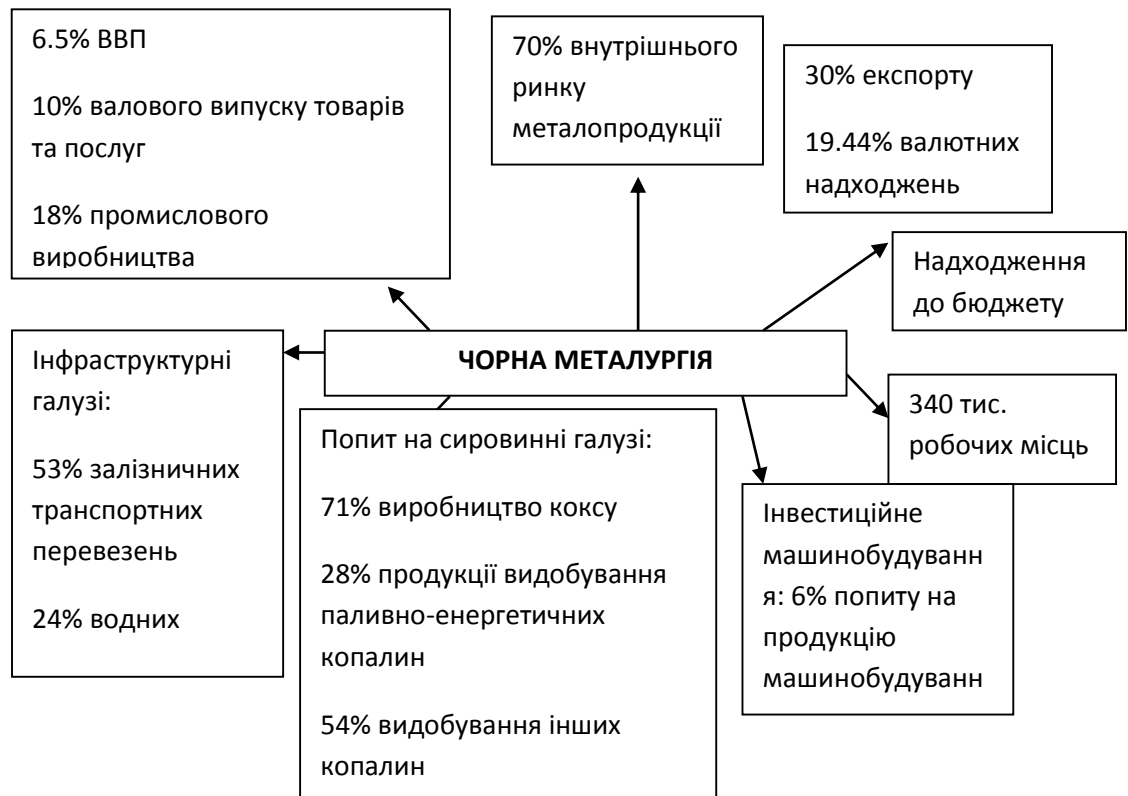 6.5% ВВП
10% валового випуску товарів
та послуг
18% промислового
виробництва
70% внутрішнього
ринку
металопродукції
30% експорту
19.44% валютних
надходжень
Надходження
до бюджету
ЧОРНА МЕТАЛУРГІЯ
Інфраструктурні
галузі:
53% залізничних
транспортних
перевезень
24% водних
Попит на сировинні галузі:
71% виробництво коксу
28% продукції видобування
паливно-енергетичних
копалин
54% видобування інших
копалин
340 тис.
робочих місць
Інвестиційне
машинобудуванн
я: 6% попиту на
продукцію
машинобудуванн